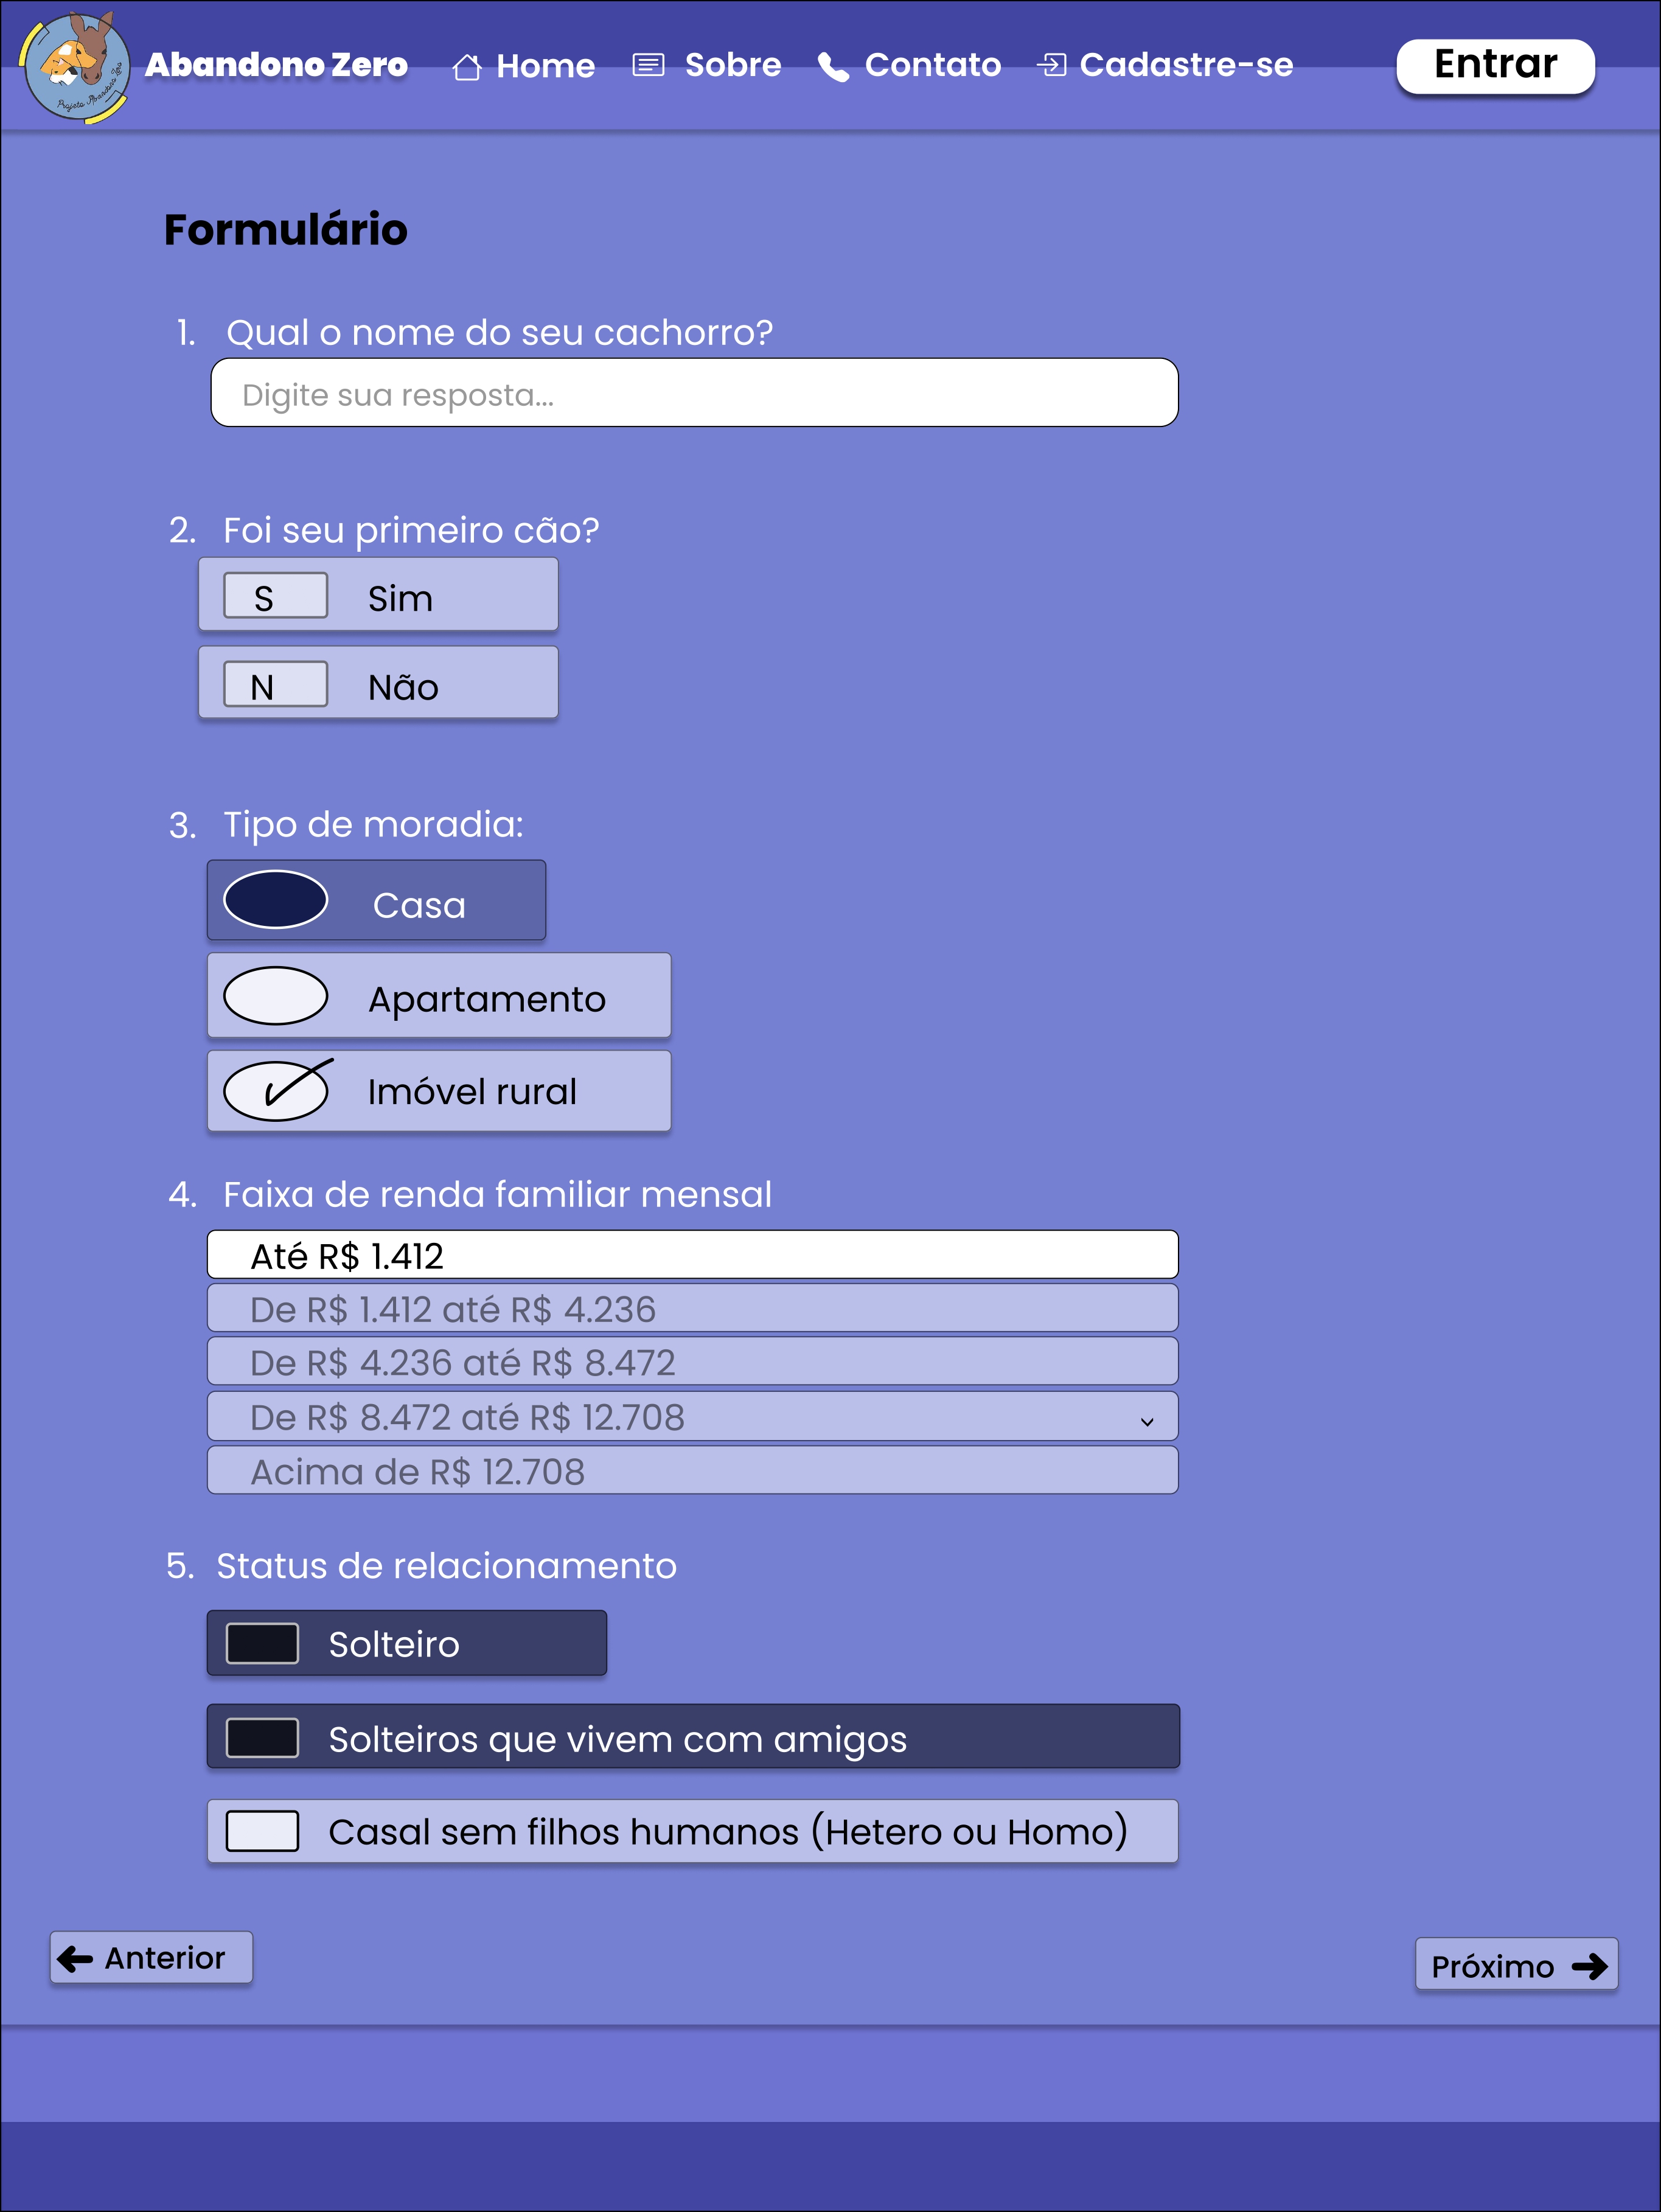 Abandono Zero Home Sobre Contato Cadastre-se Entrar
Projeto
Formulário
1. Qual o nome do seu cachorro?
Digite sua resposta...
2. Foi seu primeiro cão?
S Sim
N Não
3. Tipo de moradia:
Casa
Apartamento
Imóvel rural
4. Faixa de renda familiar mensal
Até R$ 1.412
De R$ 1.412 até R$ 4.236
De R$ 4.236 até R$ 8.472
De R$ 8.472 até R$ 12.708
Acima de R$ 12.708
5. Status de relacionamento
Solteiro
Solteiros que vivem com amigos
Casal sem filhos humanos (Hetero ou Homo)
Anterior
Próximo